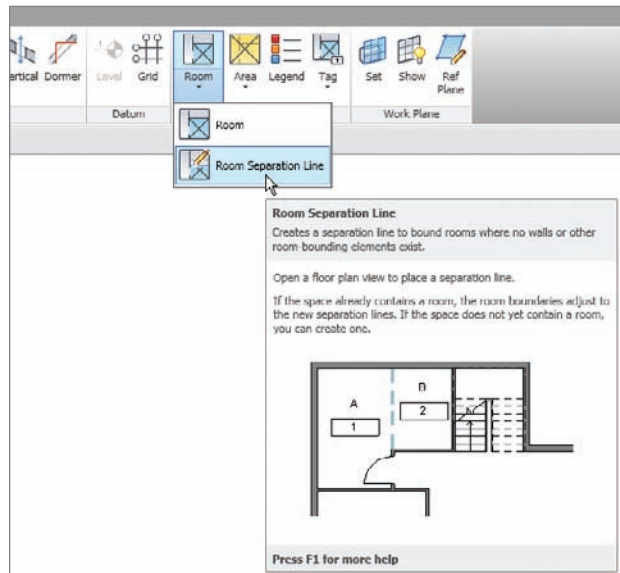 ertical Dormer Level Grid Room Area Legend Tag Set Show Ref
Plane
Datum Work Plane
Room
Room Separation Line
Room Separation Line
Creates a separation line to bound rooms where no walls or other
room-bounding elements exist.
Open a floor plan view to place a separation line.
If the space already contains a room, the room boundaries adjust to
the new separation lines. If the space does not yet contain a room,
you can create one.
A
1
B
2
Press F1 for more help